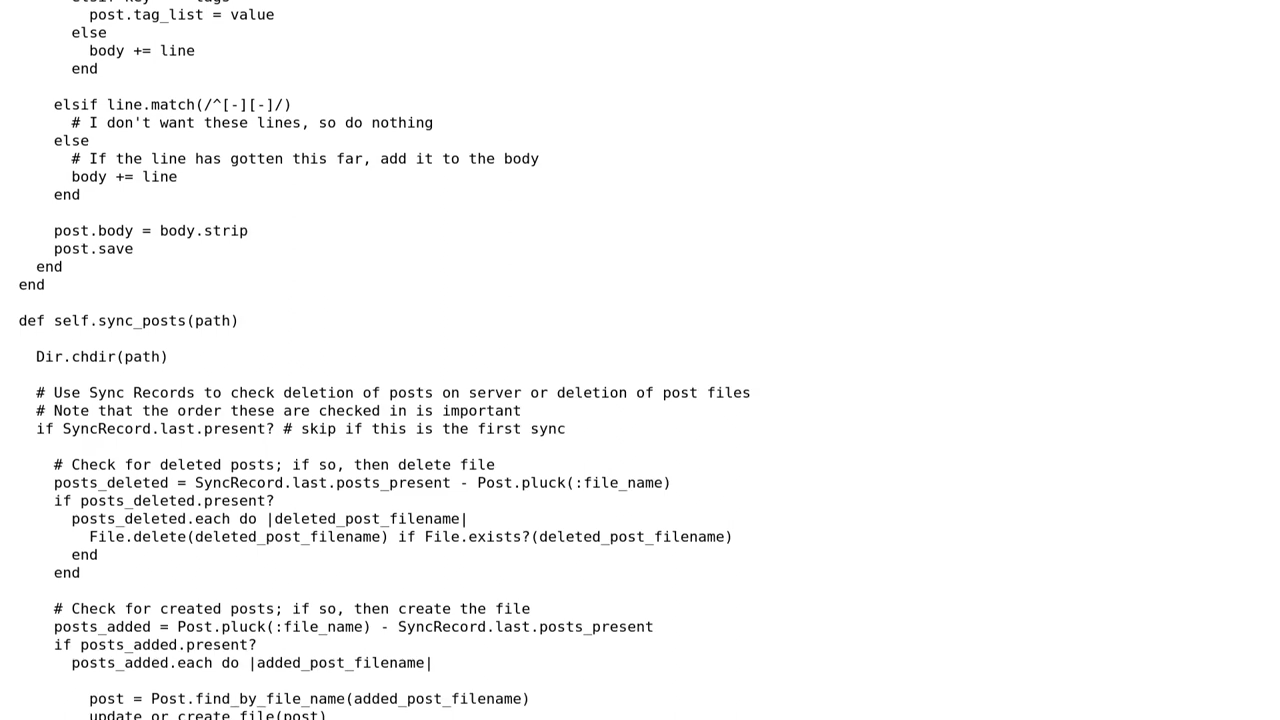 post.tag_list = value
else
body += line
end
elsif line.match(/^[-][-]/)
# I don't want these lines, so do nothing
else
# If the line has gotten this far, add it to the body
body += line
end
post.body = body.strip
post.save
end
end
def self.sync_posts(path)
Dir.chdir(path)
# Use Sync Records to check deletion of posts on server or deletion of post files
# Note that the order these are checked in is important
if SyncRecord.last.present? # skip if this is the first sync
# Check for deleted posts; if so, then delete file
posts_deleted = SyncRecord.last.posts_present - Post.pluck(:file_name)
if posts_deleted.present?
posts_deleted.each do |deleted_post_filename|
File.delete(deleted_post_filename) if File.exists?(deleted_post_filename)
end
end
# Check for created posts; if so, then create the file
posts_added = Post.pluck(:file_name) - SyncRecord.last.posts_present
if posts_added.present?
posts_added.each do |added_post_filename|
post = Post.find_by_file_name(added_post_filename)
update_or_create_file(post)